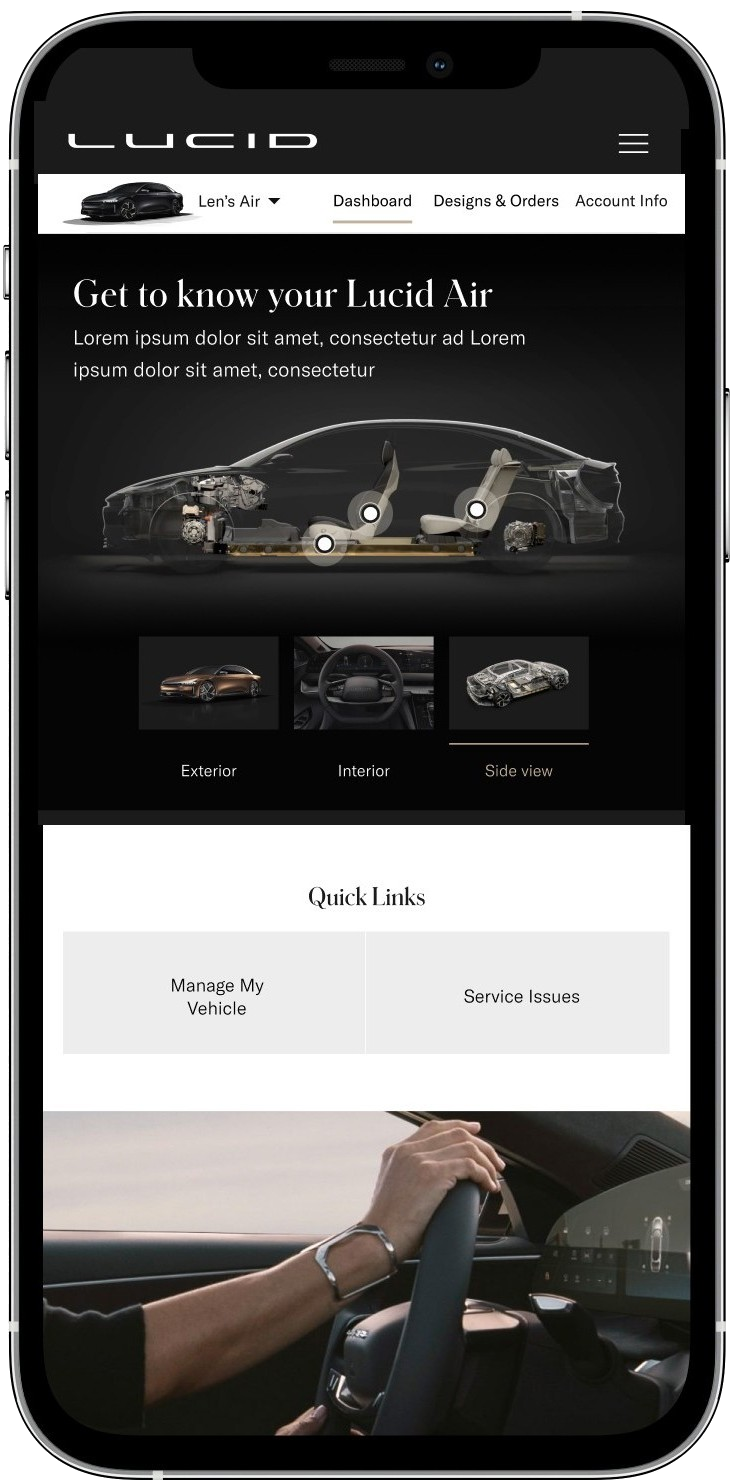 LUCID
Len's Air Dashboard Designs & Orders Account Info
Get to know your Lucid Air
Lorem ipsum dolor sit amet, consectetur ad Lorem
ipsum dolor sit amet, consectetur
Exterior Interior Side view
Quick Links
Manage My
Vehicle
Service Issues